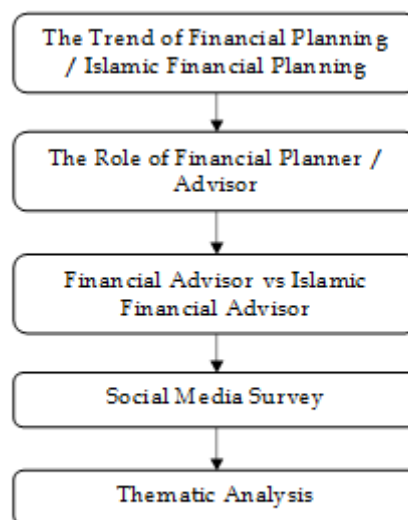 The Trend of Financial Planning
/ Islamic Financial Planning
The Role of Financial Planner /
Advisor
Financial Advisor vs Islamic
Financial Advisor
Social Media Survey
Thematic Analysis